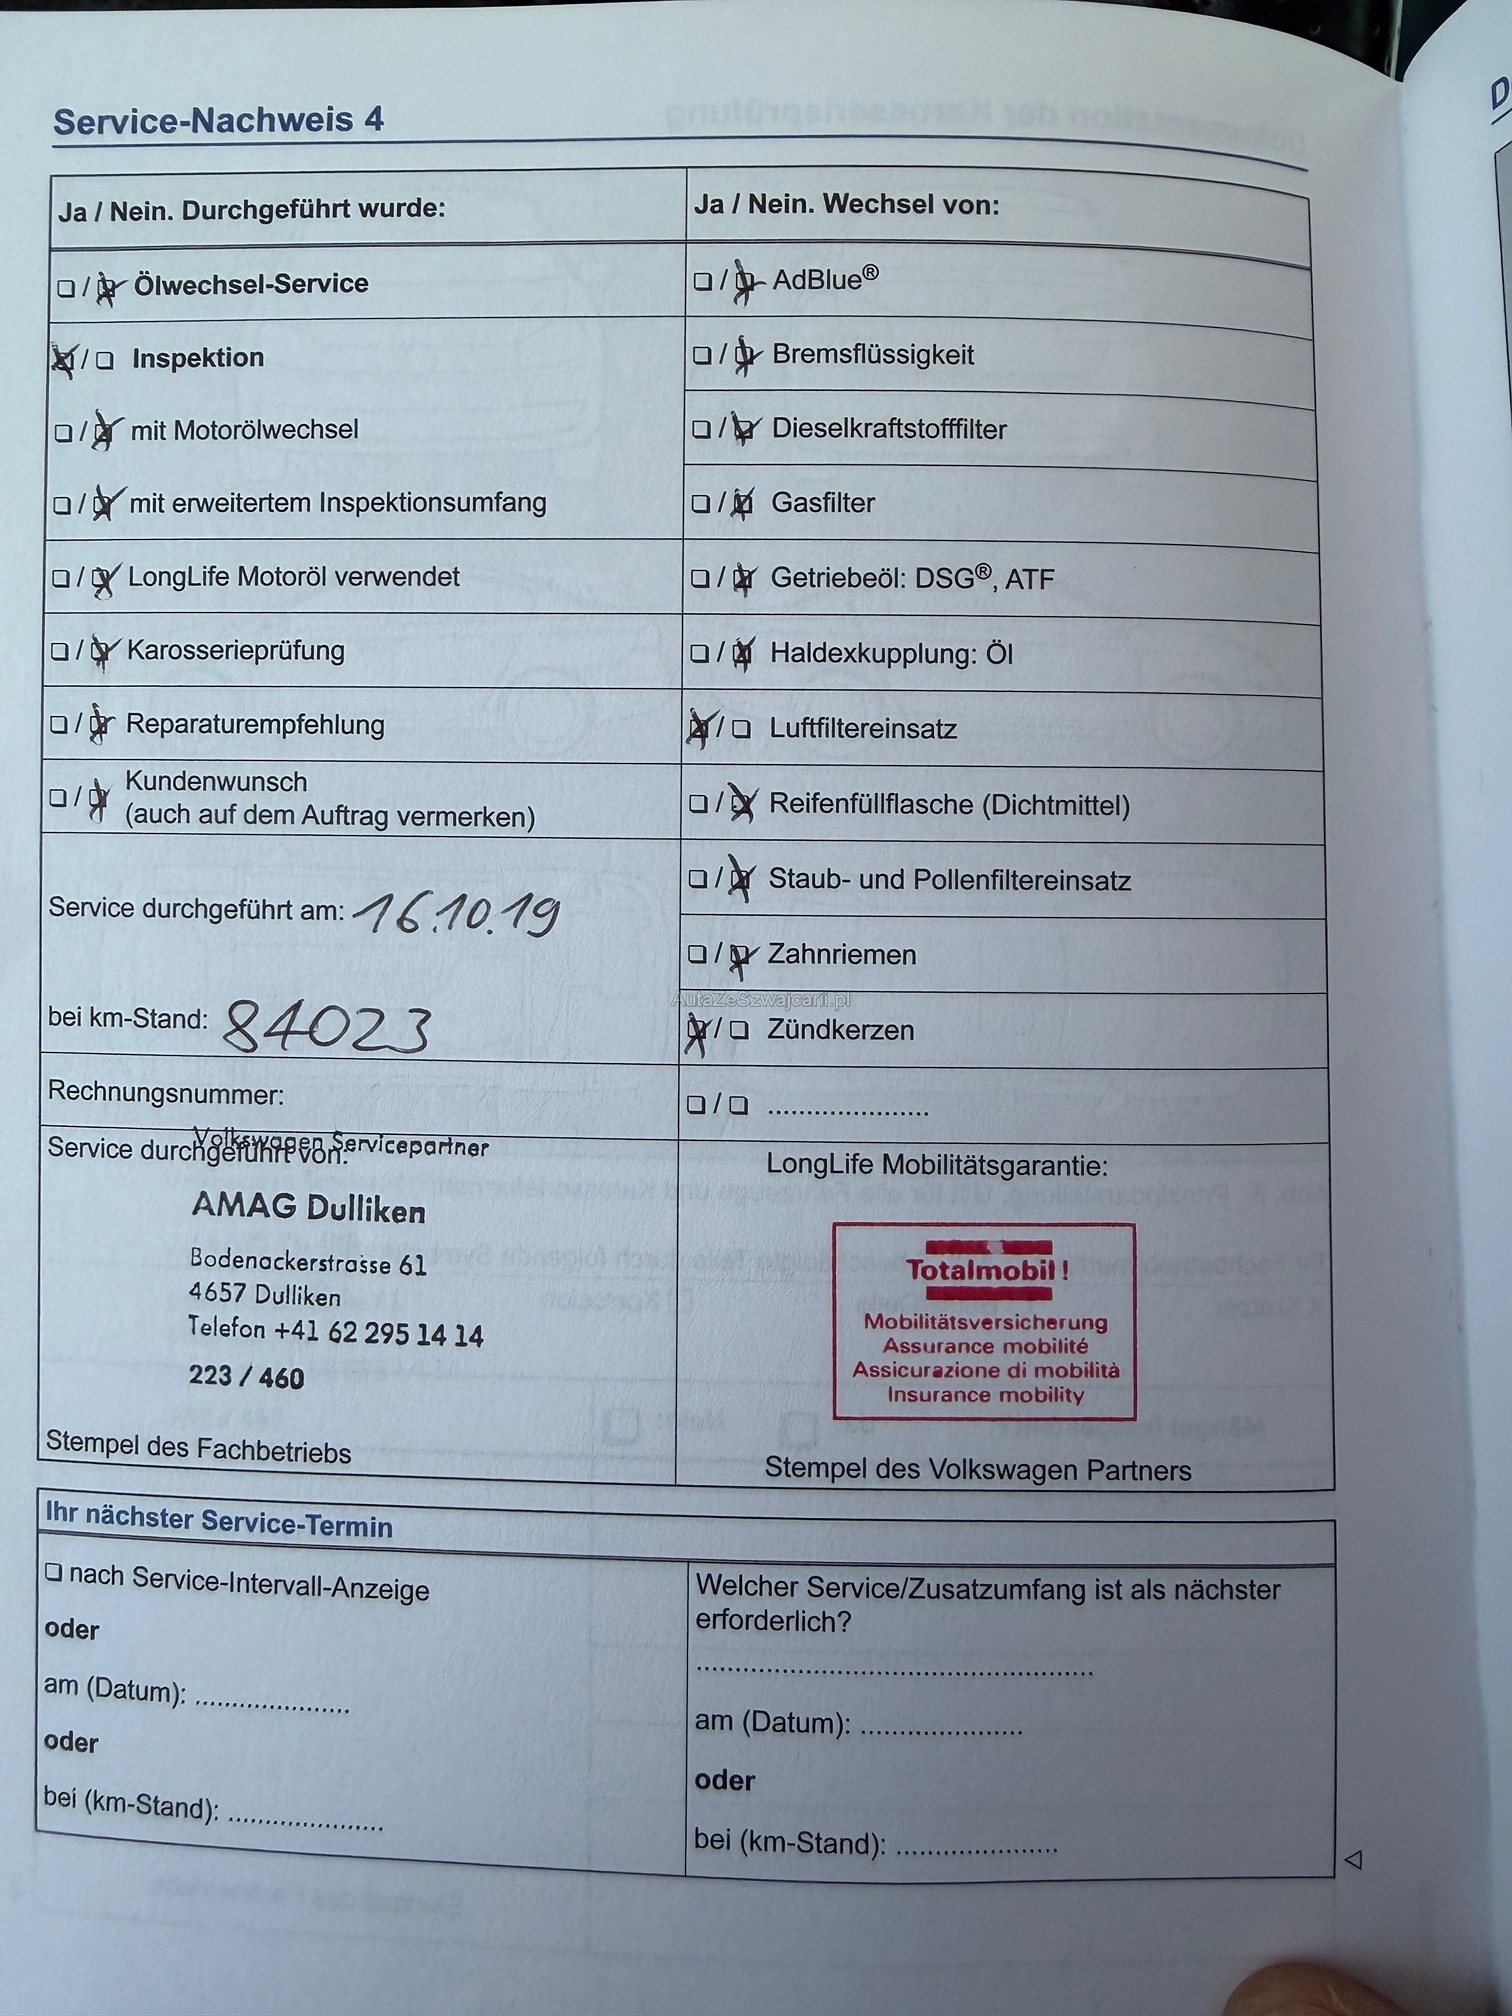 Service-Nachweis 4
Ja / Nein. Durchgeführt wurde:
☐ / ☒ Ölwechsel-Service
☒ / ☐ Inspektion
☐ / ☒ mit Motorölwechsel
☐ / ☒ mit erweitertem Inspektionsumfang
☐ / ☒ LongLife Motoröl verwendet
☐ / ☒ Karosserieprüfung
☐ / ☒ Reparaturempfehlung
☐ / ☒ Kundenwunsch
(auch auf dem Auftrag vermerken)
Service durchgeführt am: 16.10.19
bei km-Stand: 84023
Rechnungsnummer:
Volkswagen Servicepartner
Service durchgeführt von:
AMAG Dulliken
Bodenackerstrasse 61
4657 Dulliken
Telefon +41 62 295 14 14
223 / 460
Stempel des Fachbetriebs
Ja / Nein. Wechsel von:
☐ / ☒ AdBlue®
☐ / ☒ Bremsflüssigkeit
☐ / ☒ Dieselkraftstofffilter
☐ / ☒ Gasfilter
☐ / ☒ Getriebeöl: DSG®, ATF
☐ / ☒ Haldexkupplung: Öl
☒ / ☐ Luftfiltereinsatz
☐ / ☒ Reifenfüllflasche (Dichtmittel)
☐ / ☒ Staub- und Pollenfiltereinsatz
☐ / ☒ Zahnriemen
AutaZeSzwajcarii.pl
☒ / ☐ Zündkerzen
☐ / ☐ ......................
LongLife Mobilitätsgarantie:
Totalmobil!
Mobilitätsversicherung
Assurance mobilité
Assicurazione di mobilità
Insurance mobility
Stempel des Volkswagen Partners
Ihr nächster Service-Termin
☐ nach Service-Intervall-Anzeige
oder
am (Datum): ......................
oder
bei (km-Stand): ......................
Welcher Service/Zusatzumfang ist als nächster
erforderlich?
......................................................
am (Datum): ......................
oder
bei (km-Stand): ......................